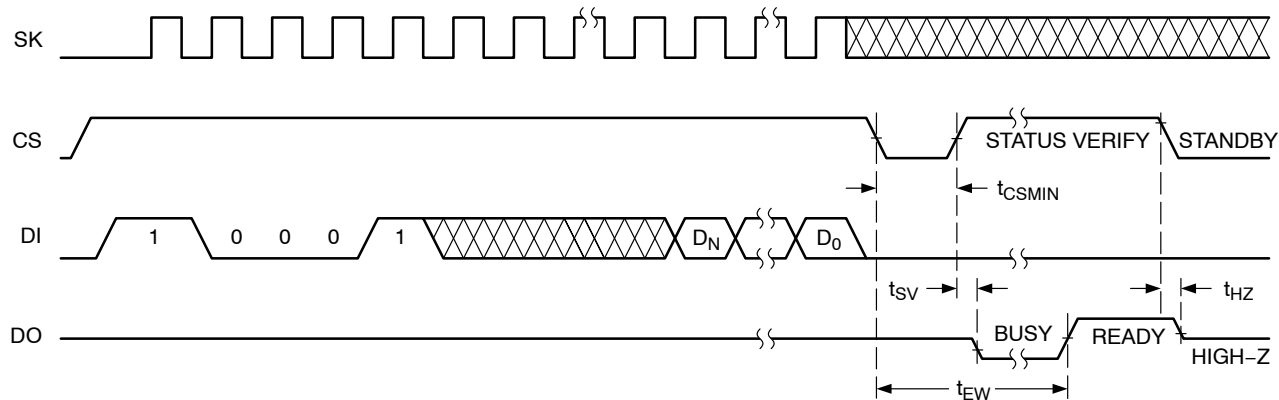 SK
CS
STATUS VERIFY
STANDBY
tCSMIN
DI
1
0
0
0
1
DN
D0
tSV
tHZ
DO
BUSY
READY
HIGH–Z
tEW